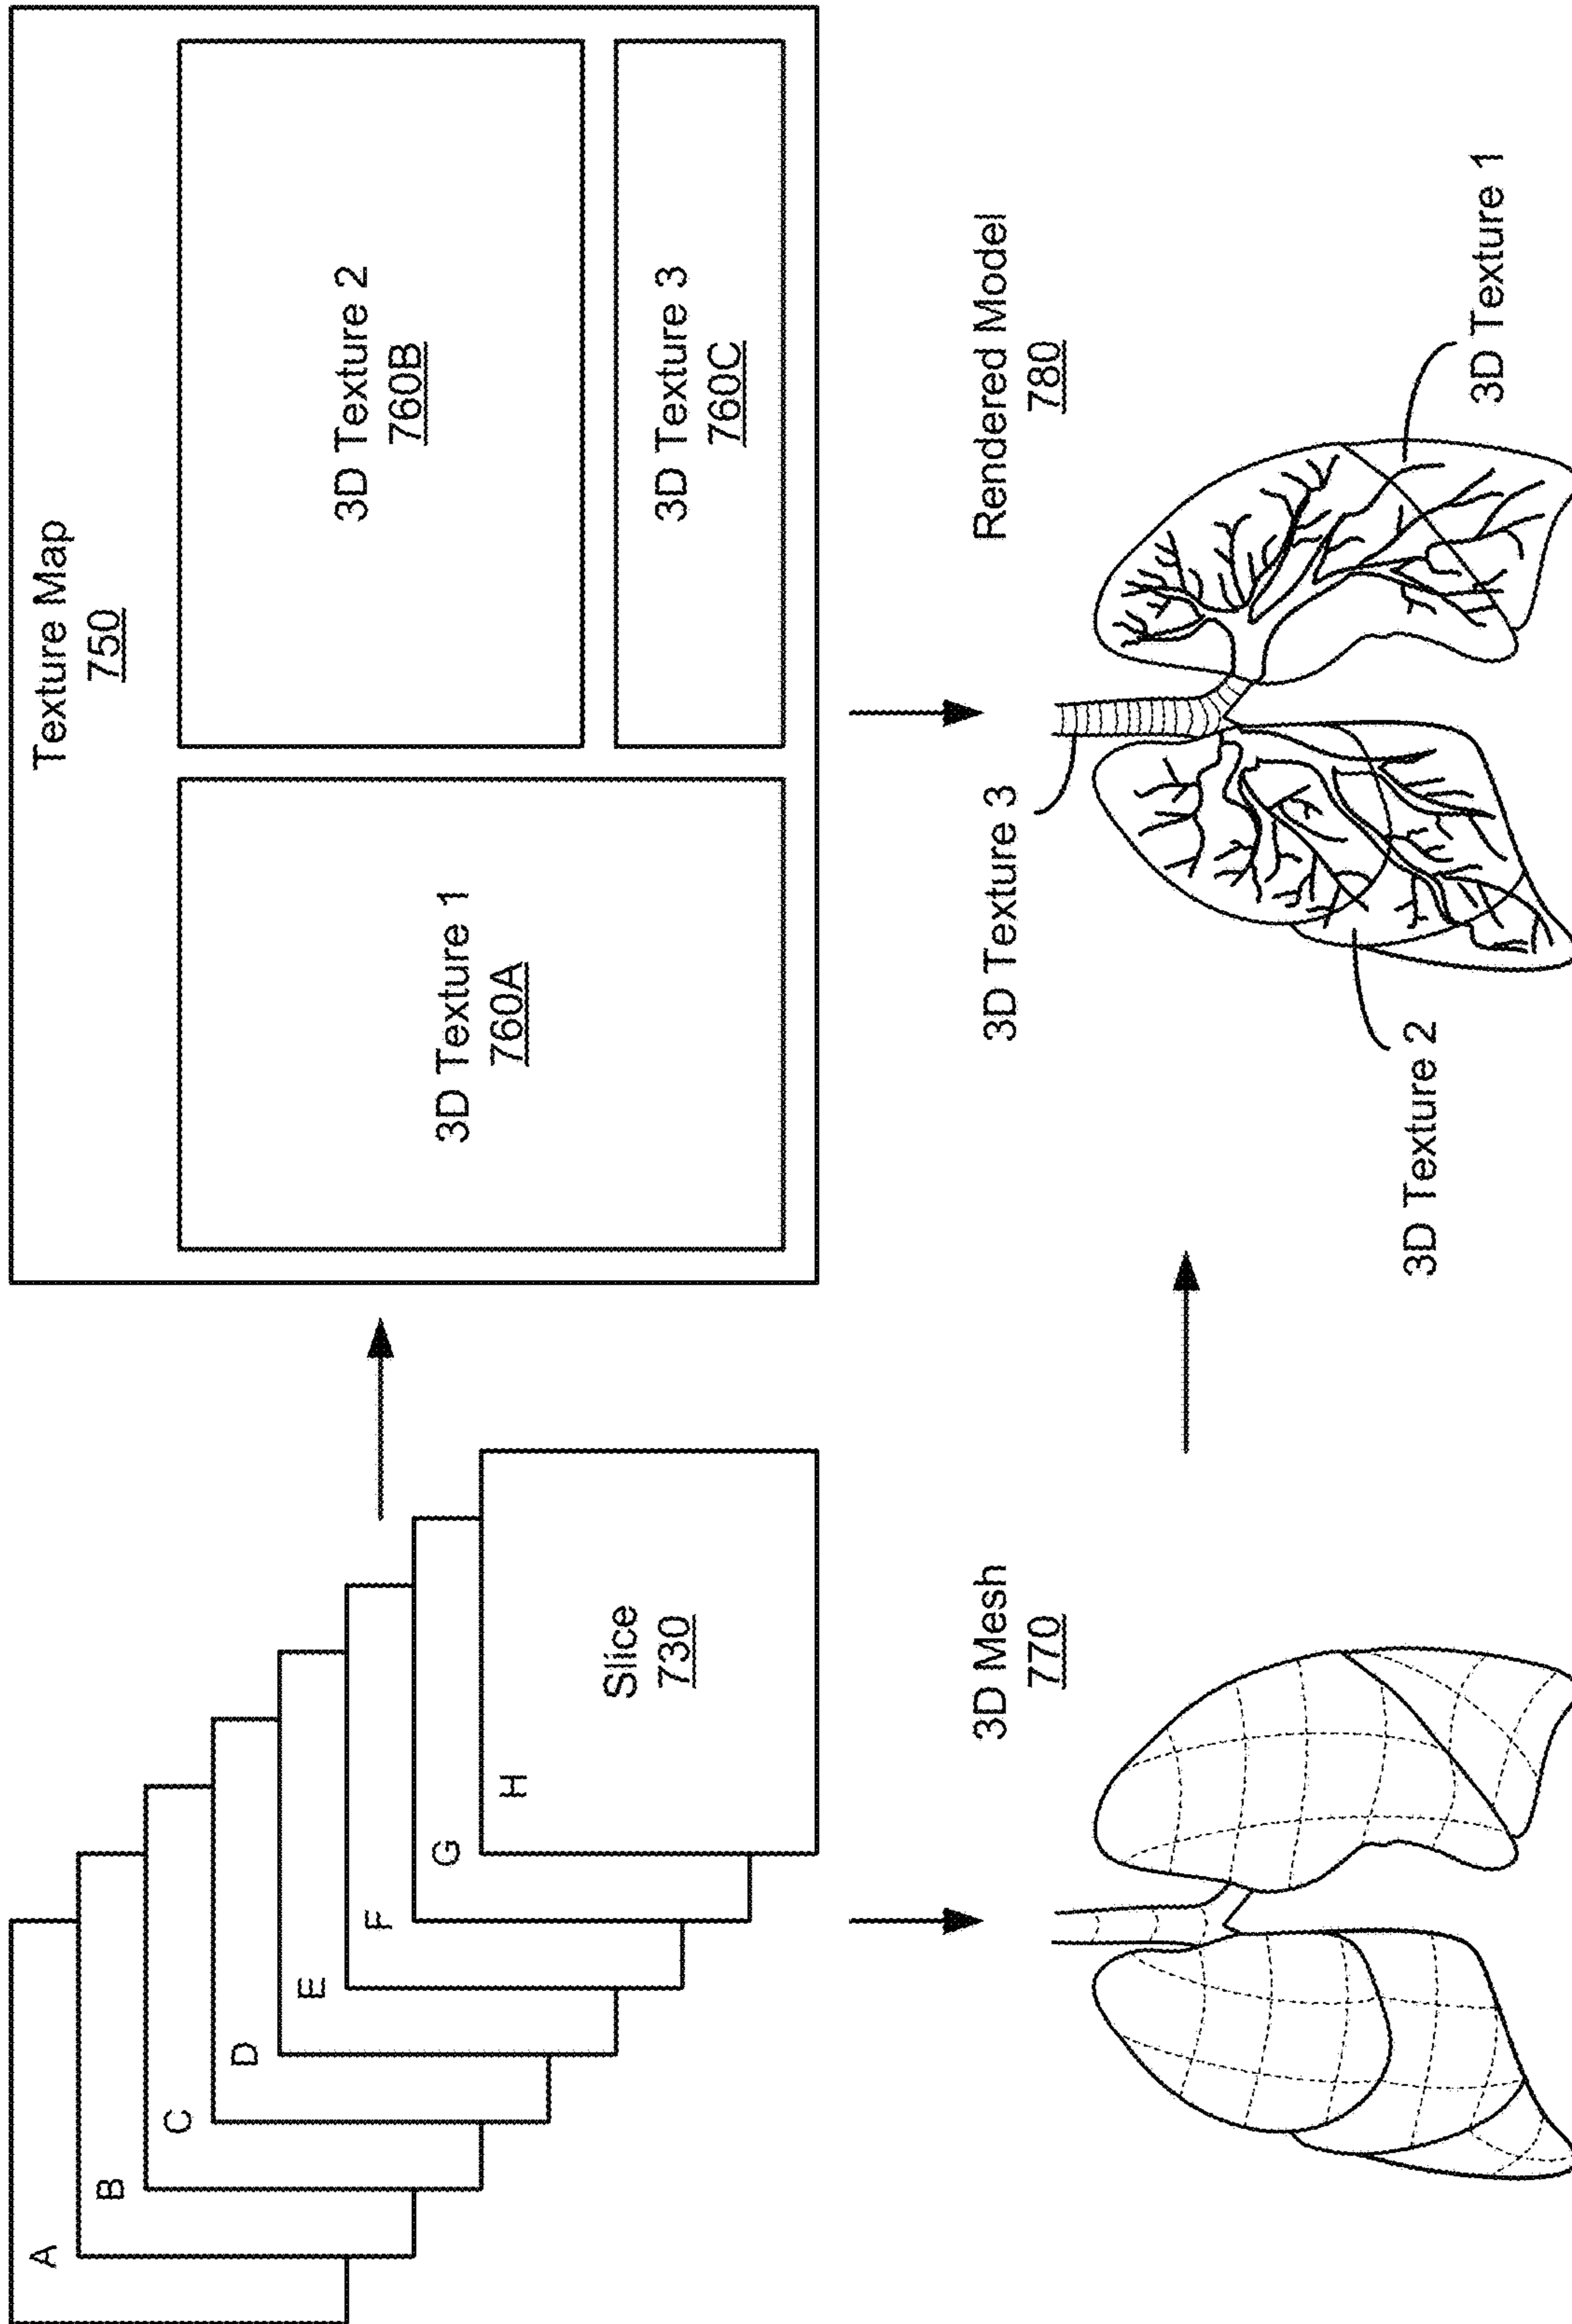 A
B
C
D
E
F
G
H
Slice
730
Texture Map
750
3D Texture 1
760A
3D Texture 2
760B
3D Texture 3
760C
3D Mesh
770
Rendered Model
780
3D Texture 3
3D Texture 2
3D Texture 1